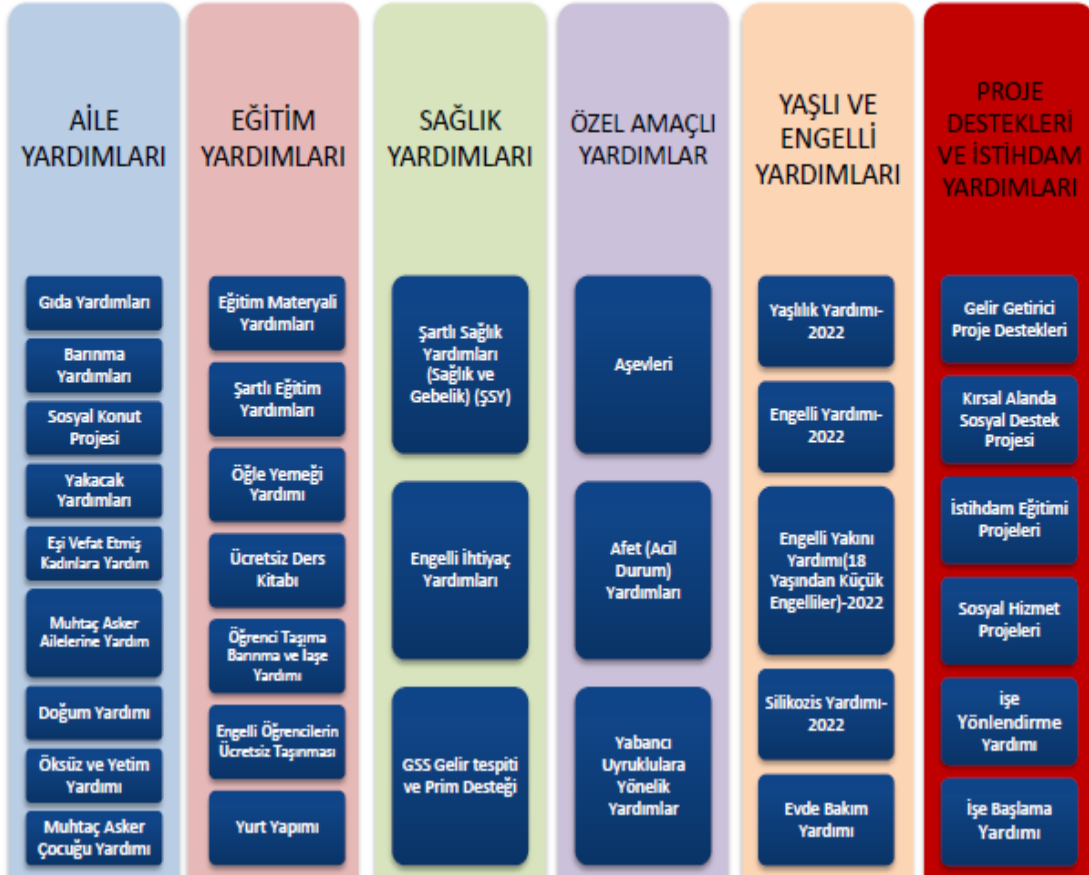 AİLE
YARDIMLARI
Gıda Yardımları
Barınma
Yardımları
Sosyal Konut
Projesi
Yakacak
Yardımları
Eşi Vefat Etmiş
Kadınlara Yardım
Muhtaç Asker
Ailelerine Yardım
Doğum Yardımı
Öksüz ve Yetim
Yardımı
Muhtaç Asker
Çocuğu Yardımı
EĞİTİM
YARDIMLARI
Eğitim Materyali
Yardımları
Şartlı Eğitim
Yardımları
Öğle Yemeği
Yardımı
Ücretsiz Ders
Kitabı
Öğrenci Taşıma
Barınma ve İaşe
Yardımı
Engelli Öğrencilerin
Ücretsiz Taşınması
Yurt Yapımı
SAĞLIK
YARDIMLARI
Şartlı Sağlık
Yardımları
(Sağlık ve
Gebelik) (ŞSY)
Engelli İhtiyaç
Yardımları
GSS Gelir tespiti
ve Prim Desteği
ÖZEL AMAÇLI
YARDIMLAR
Aşevleri
Afet (Acil
Durum)
Yardımları
Yabancı
Uyruklulara
Yönelik
Yardımlar
YAŞLI VE
ENGELLİ
YARDIMLARI
Yaşlılık Yardımı-
2022
Engelli Yardımı-
2022
Engelli Yakını
Yardımı(18
Yaşından Küçük
Engelliler)-2022
Silikozis Yardımı-
2022
Evde Bakım
Yardımı
PROJE
DESTEKLERİ
VE İSTİHDAM
YARDIMLARI
Gelir Getirici
Proje Destekleri
Kırsal Alanda
Sosyal Destek
Projesi
İstihdam Eğitimi
Projeleri
Sosyal Hizmet
Projeleri
İşe
Yönlendirme
Yardımı
İşe Başlama
Yardımı